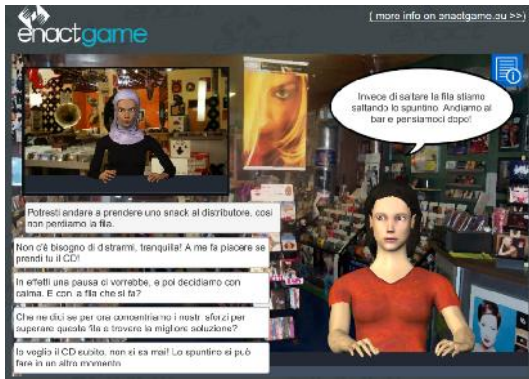 enactgame
( more info on enactgame.eu >>)
Invece di saltare la fila stiamo
saltando lo spuntino. Andiamo al
bar e pensiamoci dopo!
Potresti andare a prendere uno snack al distributore, così
non perdiamo la fila.
Non c'è bisogno di distrarmi, tranquilla! A me fa piacere se
prendi tu il CD!
In effetti una pausa ci vorrebbe, e poi decidiamo con
calma. E con la fila che si fa?
Che ne dici se per ora concentriamo i nostri sforzi per
superare questa fila e trovare la migliore soluzione?
Io voglio il CD subito, non si sa mai! Lo spuntino si può
fare in un altro momento